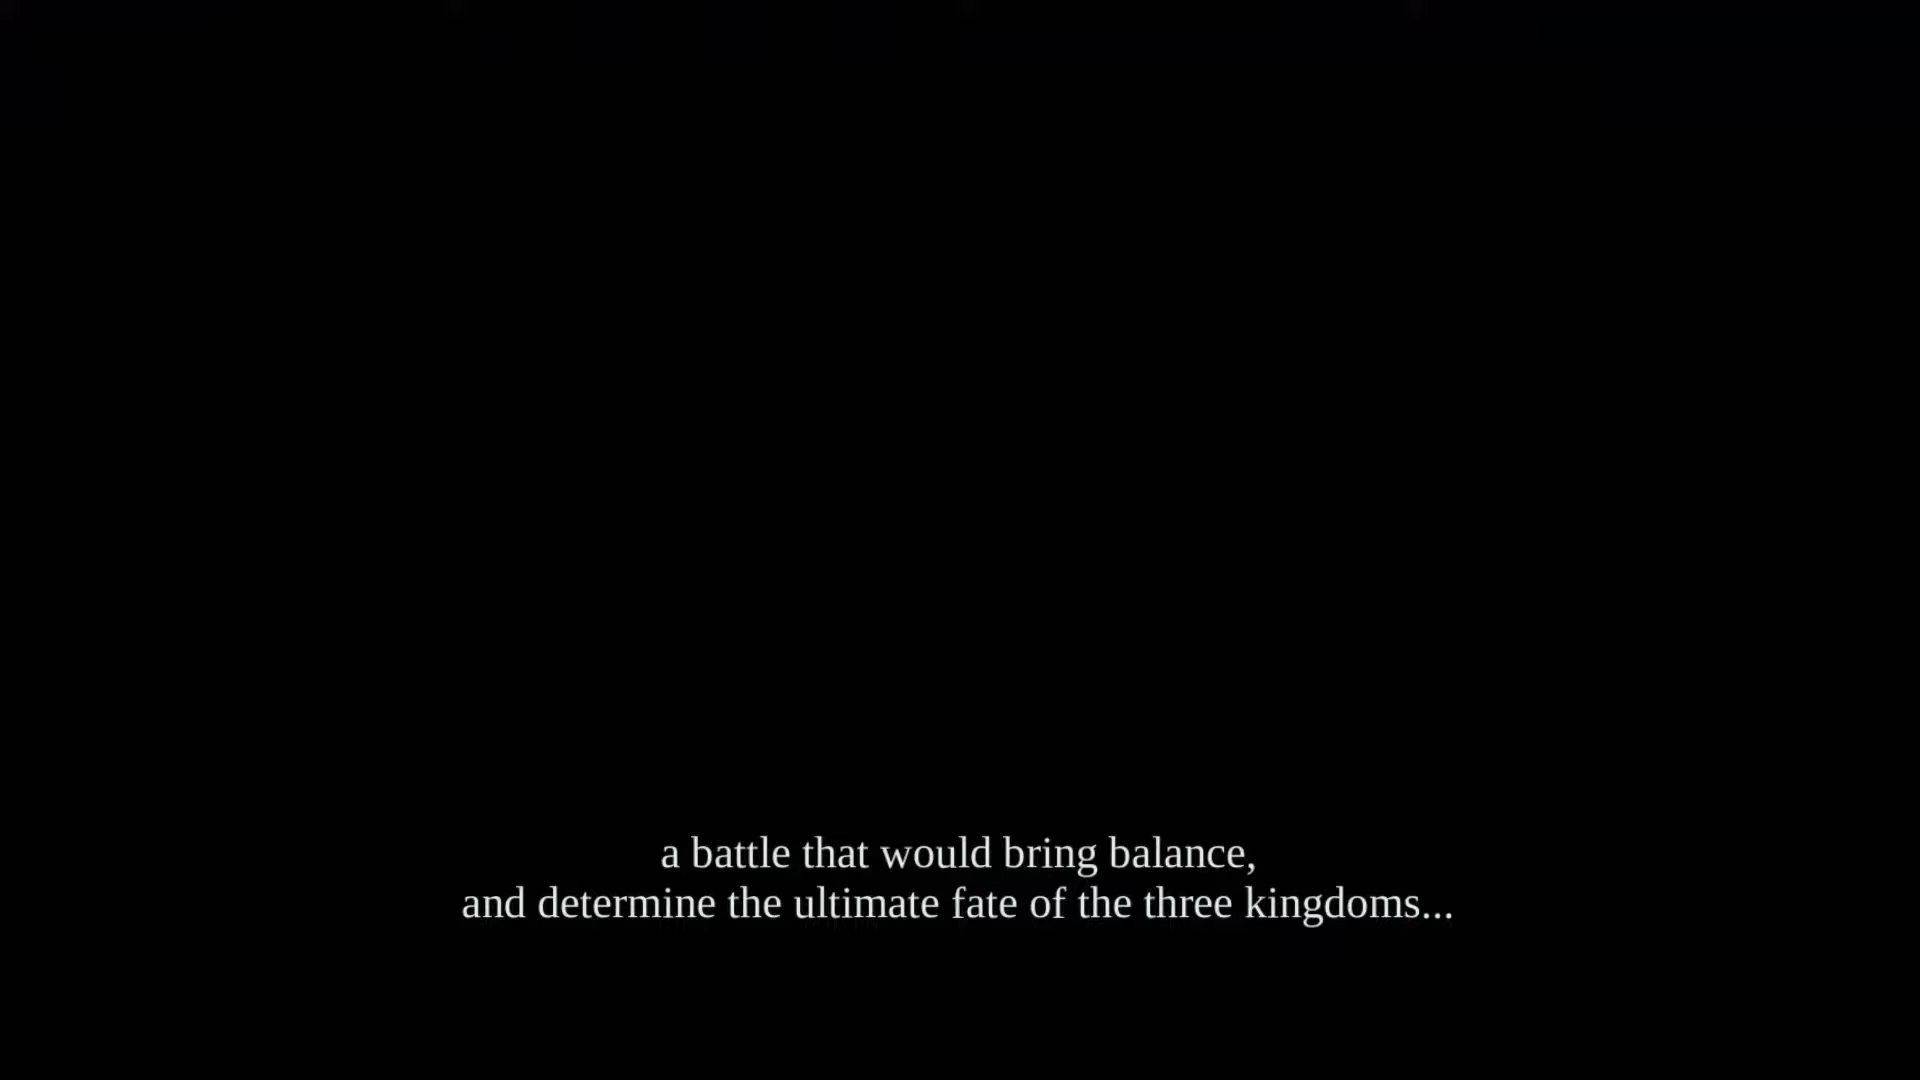 a battle that would bring balance,
and determine the ultimate fate of the three kingdoms...